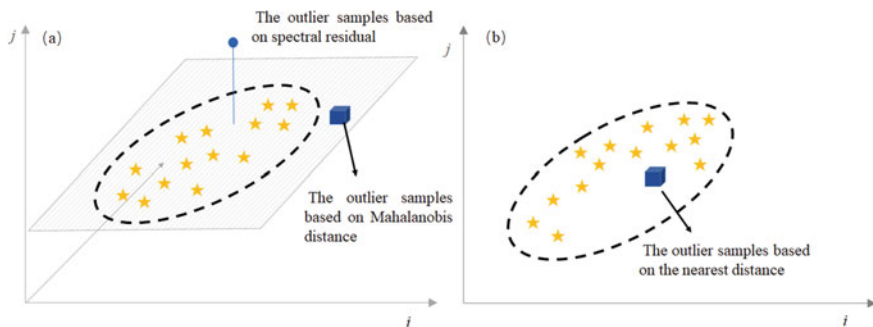 j
(a)
The outlier samples based
on spectral residual
The outlier samples
based on Mahalanobis
distance
i
j
(b)
The outlier samples based
on the nearest distance
i